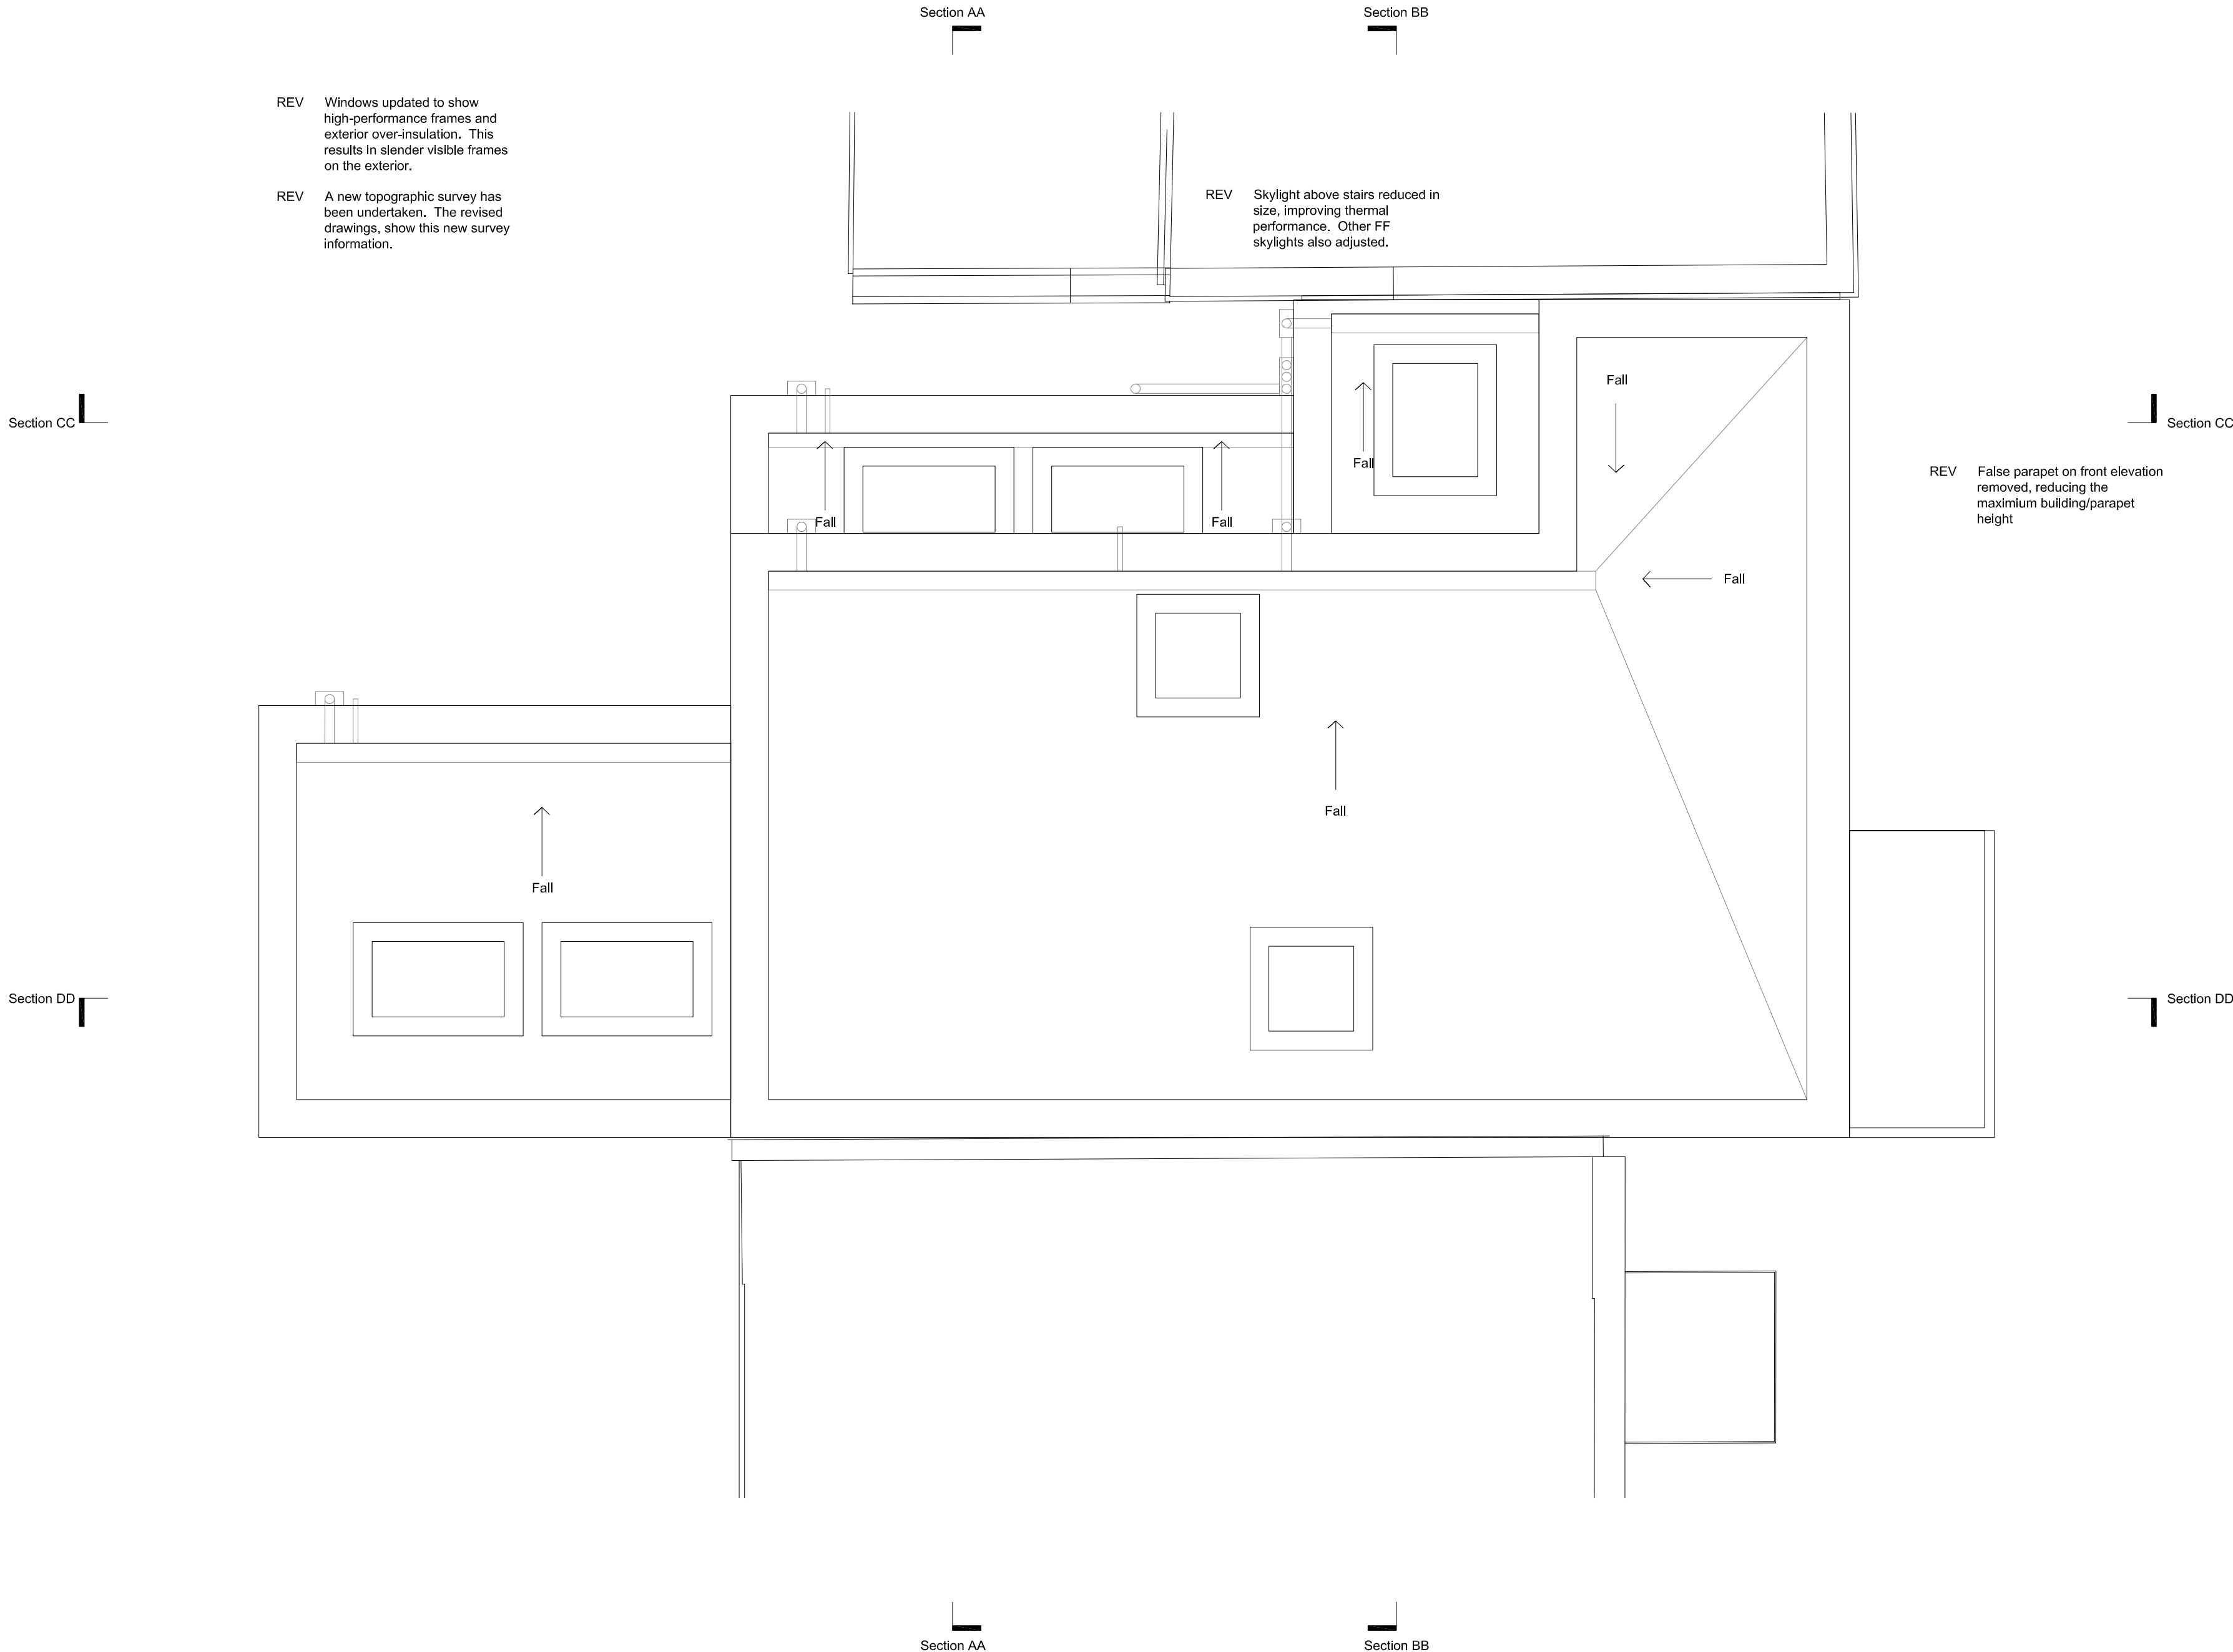 Section AA
Section BB
REV Windows updated to show
high-performance frames and
exterior over-insulation. This
results in slender visible frames
on the exterior.
REV A new topographic survey has
been undertaken. The revised
drawings, show this new survey
information.
REV Skylight above stairs reduced in
size, improving thermal
performance. Other FF
skylights also adjusted.
Fall
Section CC
Section CC
Fall
REV False parapet on front elevation
removed, reducing the
maximium building/parapet
height
Fall
Fall
Fall
Fall
Fall
Section DD
Section DD
Section AA
Section BB